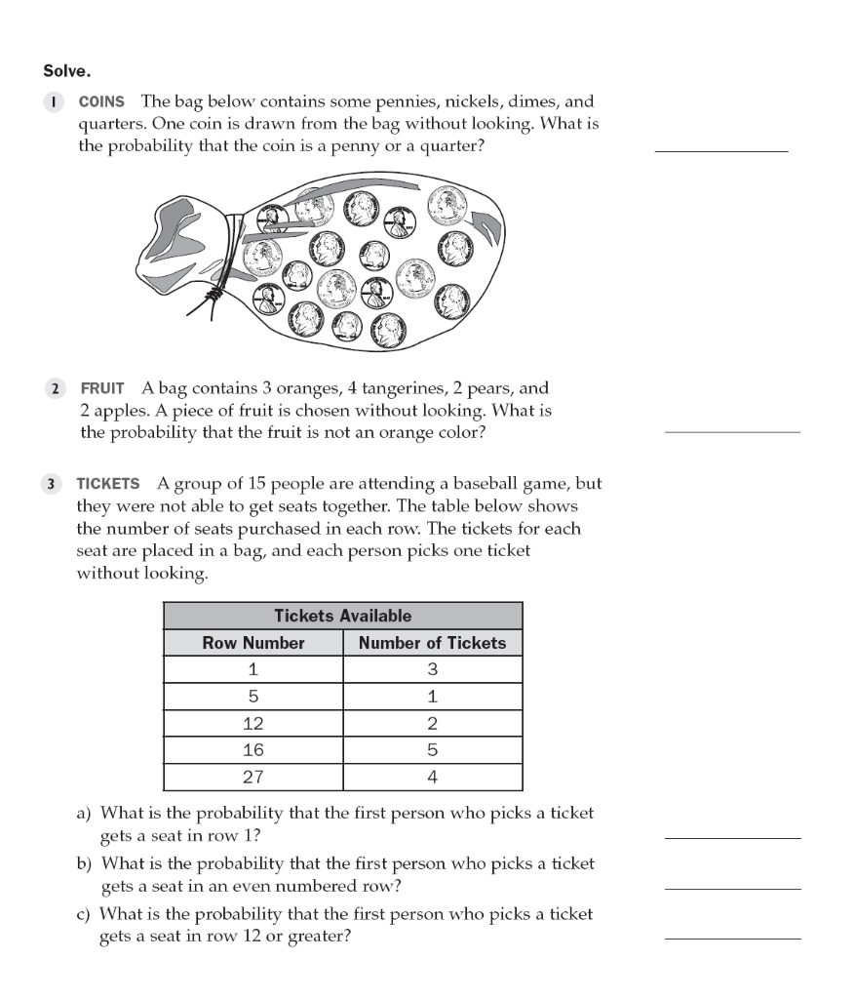 Solve.
1 COINS The bag below contains some pennies, nickels, dimes, and
quarters. One coin is drawn from the bag without looking. What is
the probability that the coin is a penny or a quarter?
2 FRUIT A bag contains 3 oranges, 4 tangerines, 2 pears, and
2 apples. A piece of fruit is chosen without looking. What is
the probability that the fruit is not an orange color?
3 TICKETS A group of 15 people are attending a baseball game, but
they were not able to get seats together. The table below shows
the number of seats purchased in each row. The tickets for each
seat are placed in a bag, and each person picks one ticket
without looking.
Tickets Available
Row Number Number of Tickets
1 3
5 1
12 2
16 5
27 4
a) What is the probability that the first person who picks a ticket
gets a seat in row 1?
b) What is the probability that the first person who picks a ticket
gets a seat in an even numbered row?
c) What is the probability that the first person who picks a ticket
gets a seat in row 12 or greater?